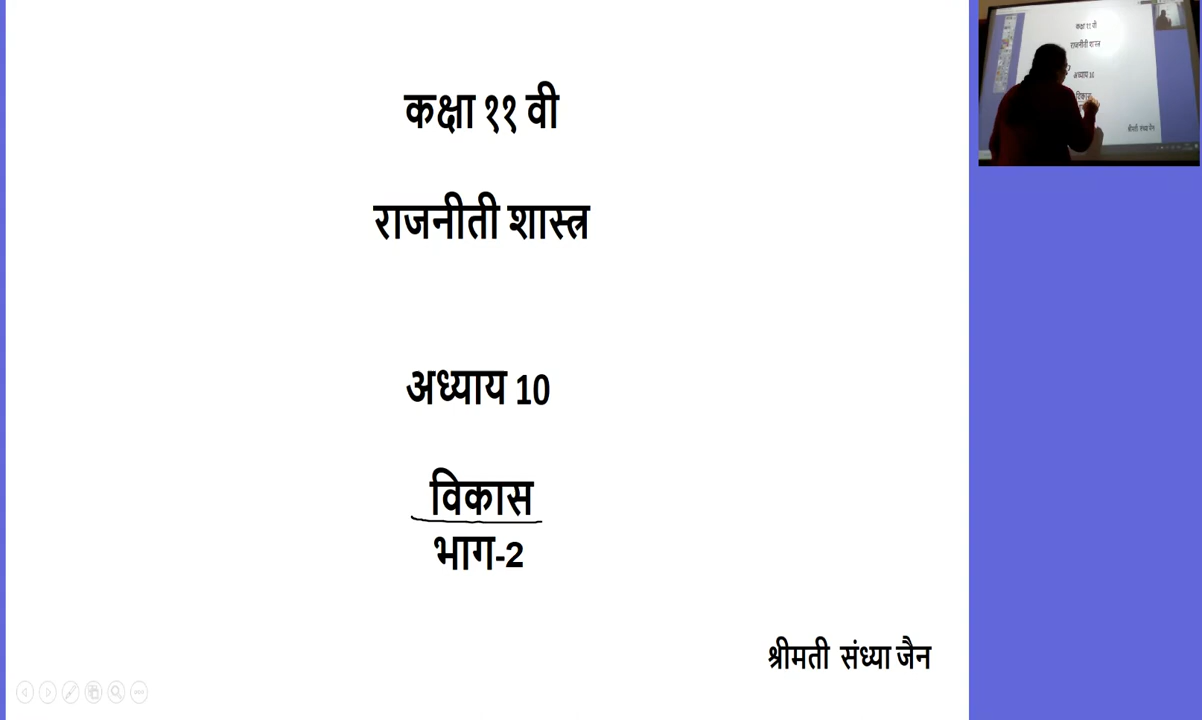 कक्षा ११ वी
राजनीती शास्त्र
अध्याय 10
विकास
भाग-2
श्रीमती संध्या जैन